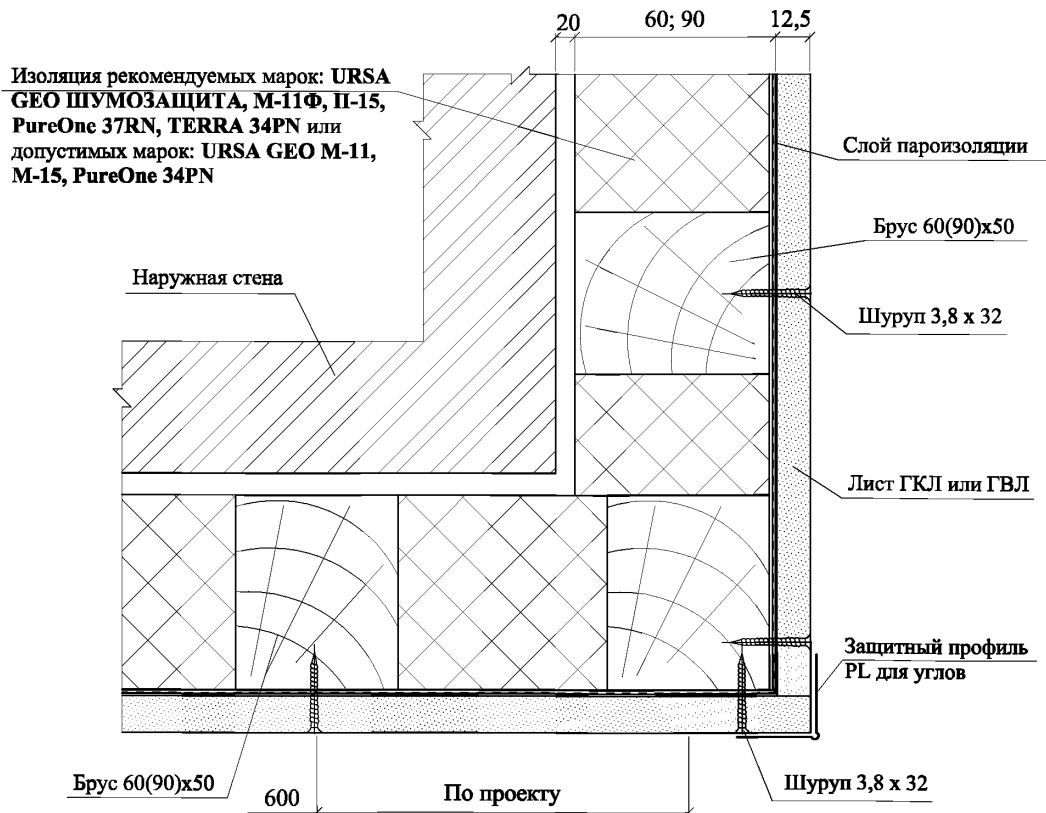 20
60; 90
12,5
Изоляция рекомендуемых марок: URSA
GEO ШУМОЗАЩИТА, М-11Ф, П-15,
PureOne 37RN, TERRA 34PN или
допустимых марок: URSA GEO М-11,
М-15, PureOne 34PN
Слой пароизоляции
Брус 60(90)х50
Наружная стена
Шуруп 3,8 х 32
Лист ГКЛ или ГВЛ
Защитный профиль
PL для углов
Брус 60(90)х50
600
По проекту
Шуруп 3,8 х 32